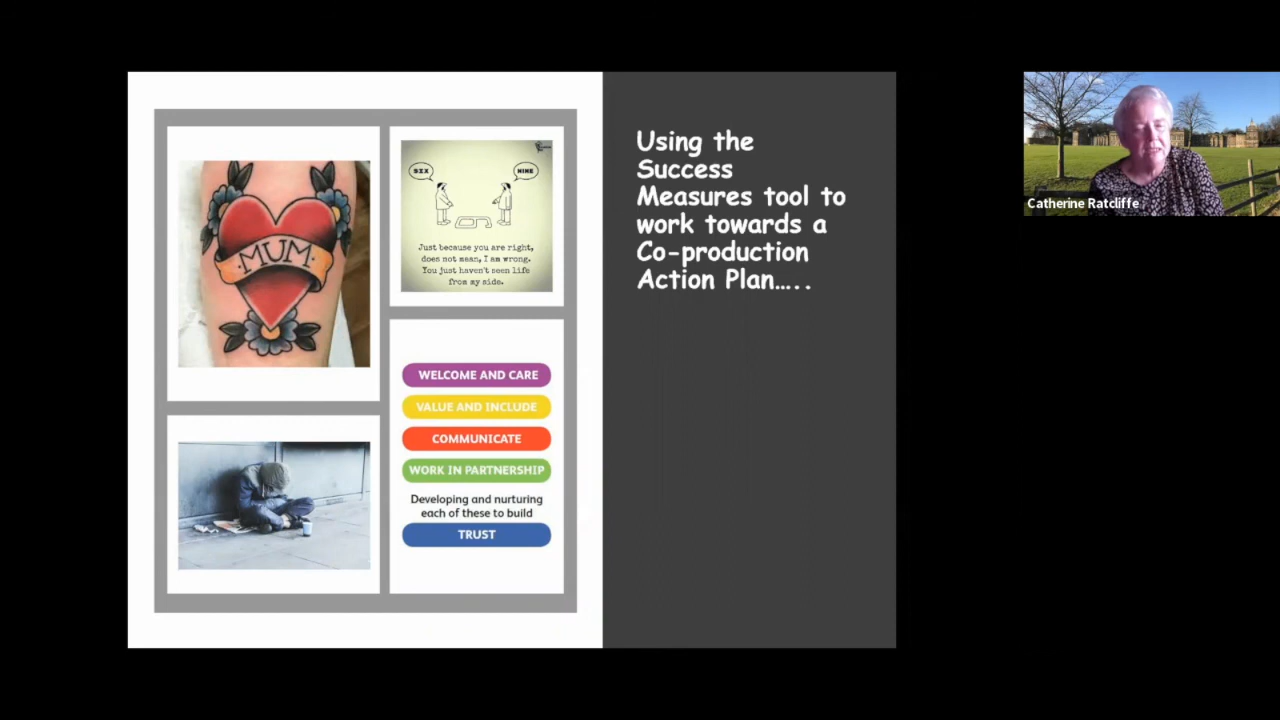 MUM
SIX
NINE
Just because you are right,
does not mean, I am wrong.
You just haven't seen life
from my side.
WELCOME AND CARE
VALUE AND INCLUDE
COMMUNICATE
WORK IN PARTNERSHIP
Developing and nurturing
each of these to build
TRUST
Using the
Success
Measures tool to
work towards a
Co-production
Action Plan.....
Catherine Ratcliffe